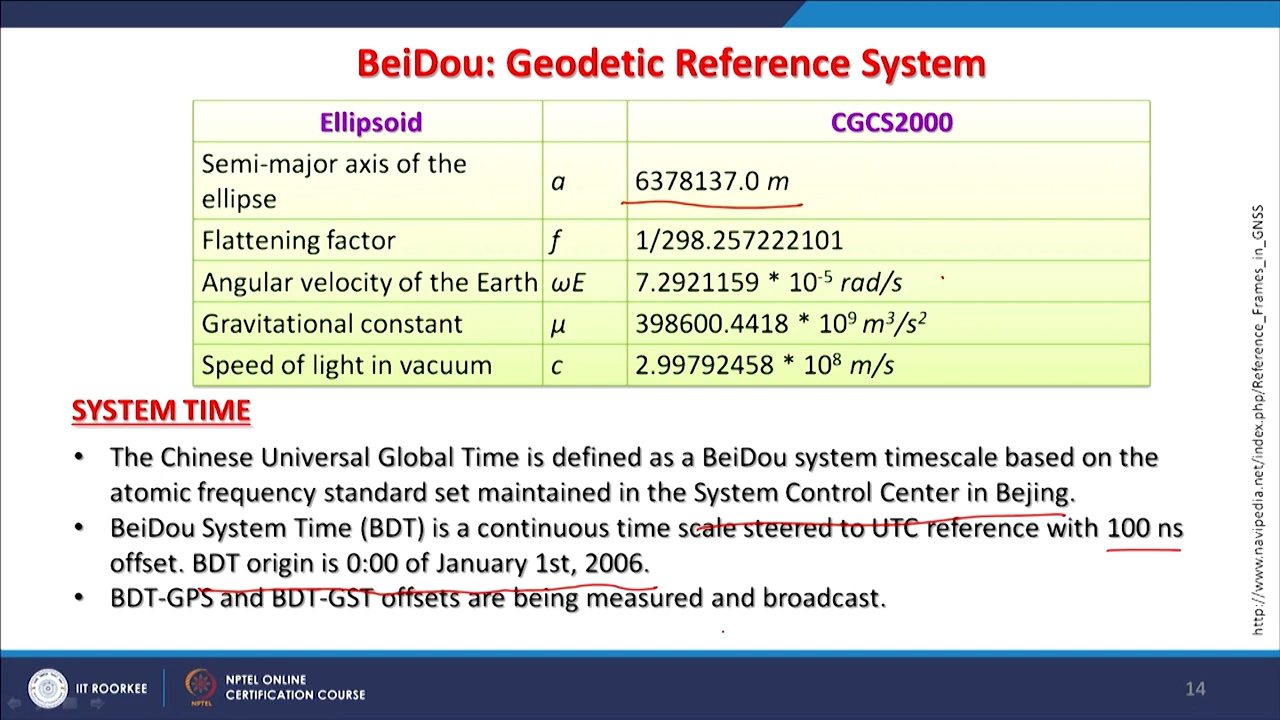 BeiDou: Geodetic Reference System
Ellipsoid CGCS2000
Semi-major axis of the
ellipse a 6378137.0 m
Flattening factor f 1/298.257222101
Angular velocity of the Earth ωE 7.2921159 * 10⁻⁵ rad/s
Gravitational constant μ 398600.4418 * 10⁹ m³/s²
Speed of light in vacuum c 2.99792458 * 10⁸ m/s
SYSTEM TIME
• The Chinese Universal Global Time is defined as a BeiDou system timescale based on the
atomic frequency standard set maintained in the System Control Center in Bejing.
• BeiDou System Time (BDT) is a continuous time scale steered to UTC reference with 100 ns
offset. BDT origin is 0:00 of January 1st, 2006.
• BDT-GPS and BDT-GST offsets are being measured and broadcast.
http://www.navipedia.net/index.php/Reference_Frames_in_GNSS
IIT ROORKEE
NPTEL
NPTEL ONLINE
CERTIFICATION COURSE
14